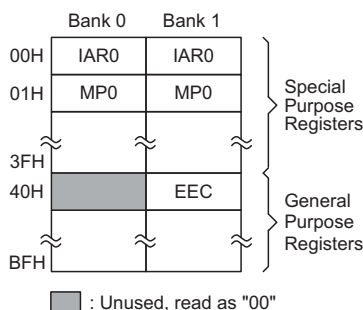 Bank 0 Bank 1
00H IAR0 IAR0
01H MP0 MP0
Special
Purpose
Registers
3FH
40H EEC
General
Purpose
Registers
BFH
: Unused, read as "00"